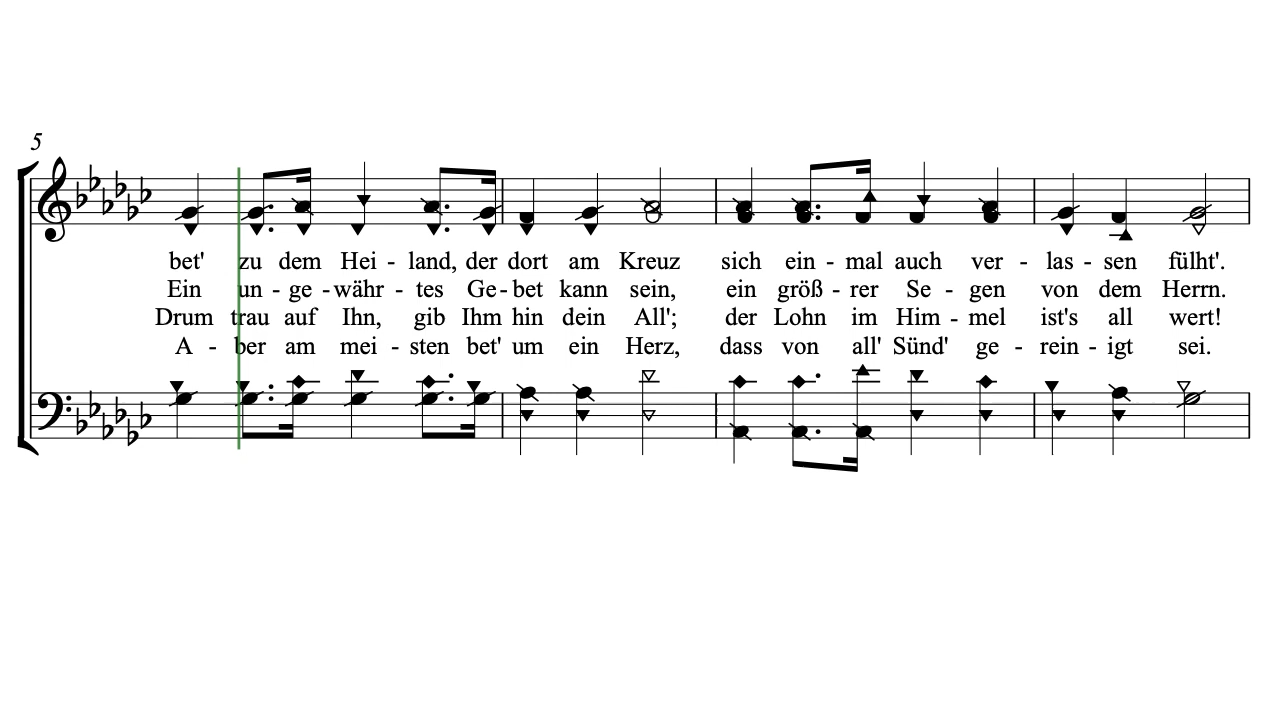 5
bet' zu dem Hei - land, der dort am Kreuz sich ein - mal auch ver - las - sen fülht'.
Ein un - ge - währ - tes Ge - bet kann sein, ein größ - rer Se - gen von dem Herrn.
Drum trau auf Ihn, gib Ihm hin dein All'; der Lohn im Him - mel ist's all wert!
A - ber am mei - sten bet' um ein Herz, dass von all' Sünd' ge - rein - igt sei.